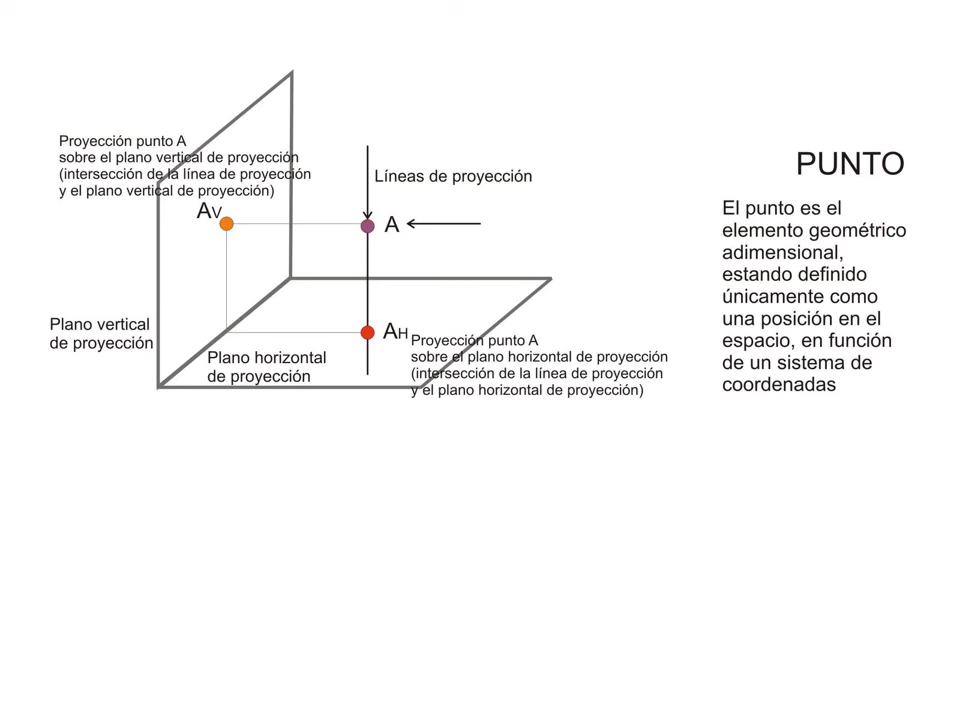 Proyección punto A
sobre el plano vertical de proyección
(intersección de la línea de proyección
y el plano vertical de proyección)
AV
Líneas de proyección
A
AH
Plano vertical
de proyección
Plano horizontal
de proyección
Proyección punto A
sobre el plano horizontal de proyección
(intersección de la línea de proyección
y el plano horizontal de proyección)
PUNTO
El punto es el
elemento geométrico
adimensional,
estando definido
únicamente como
una posición en el
espacio, en función
de un sistema de
coordenadas